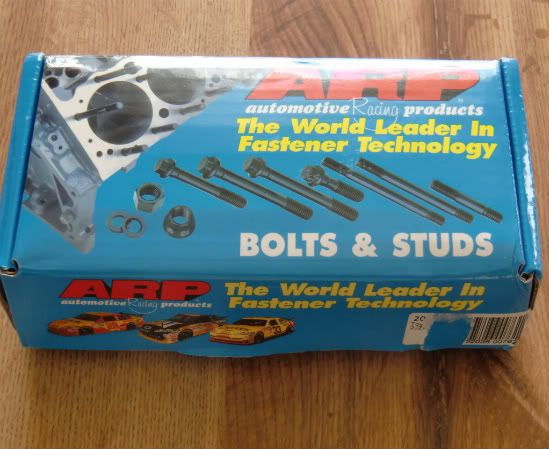 ARP
automotive Racing products
The World Leader In
Fastener Technology
BOLTS & STUDS
ARP
automotive Racing products
The World Leader In
Fastener Technology
20